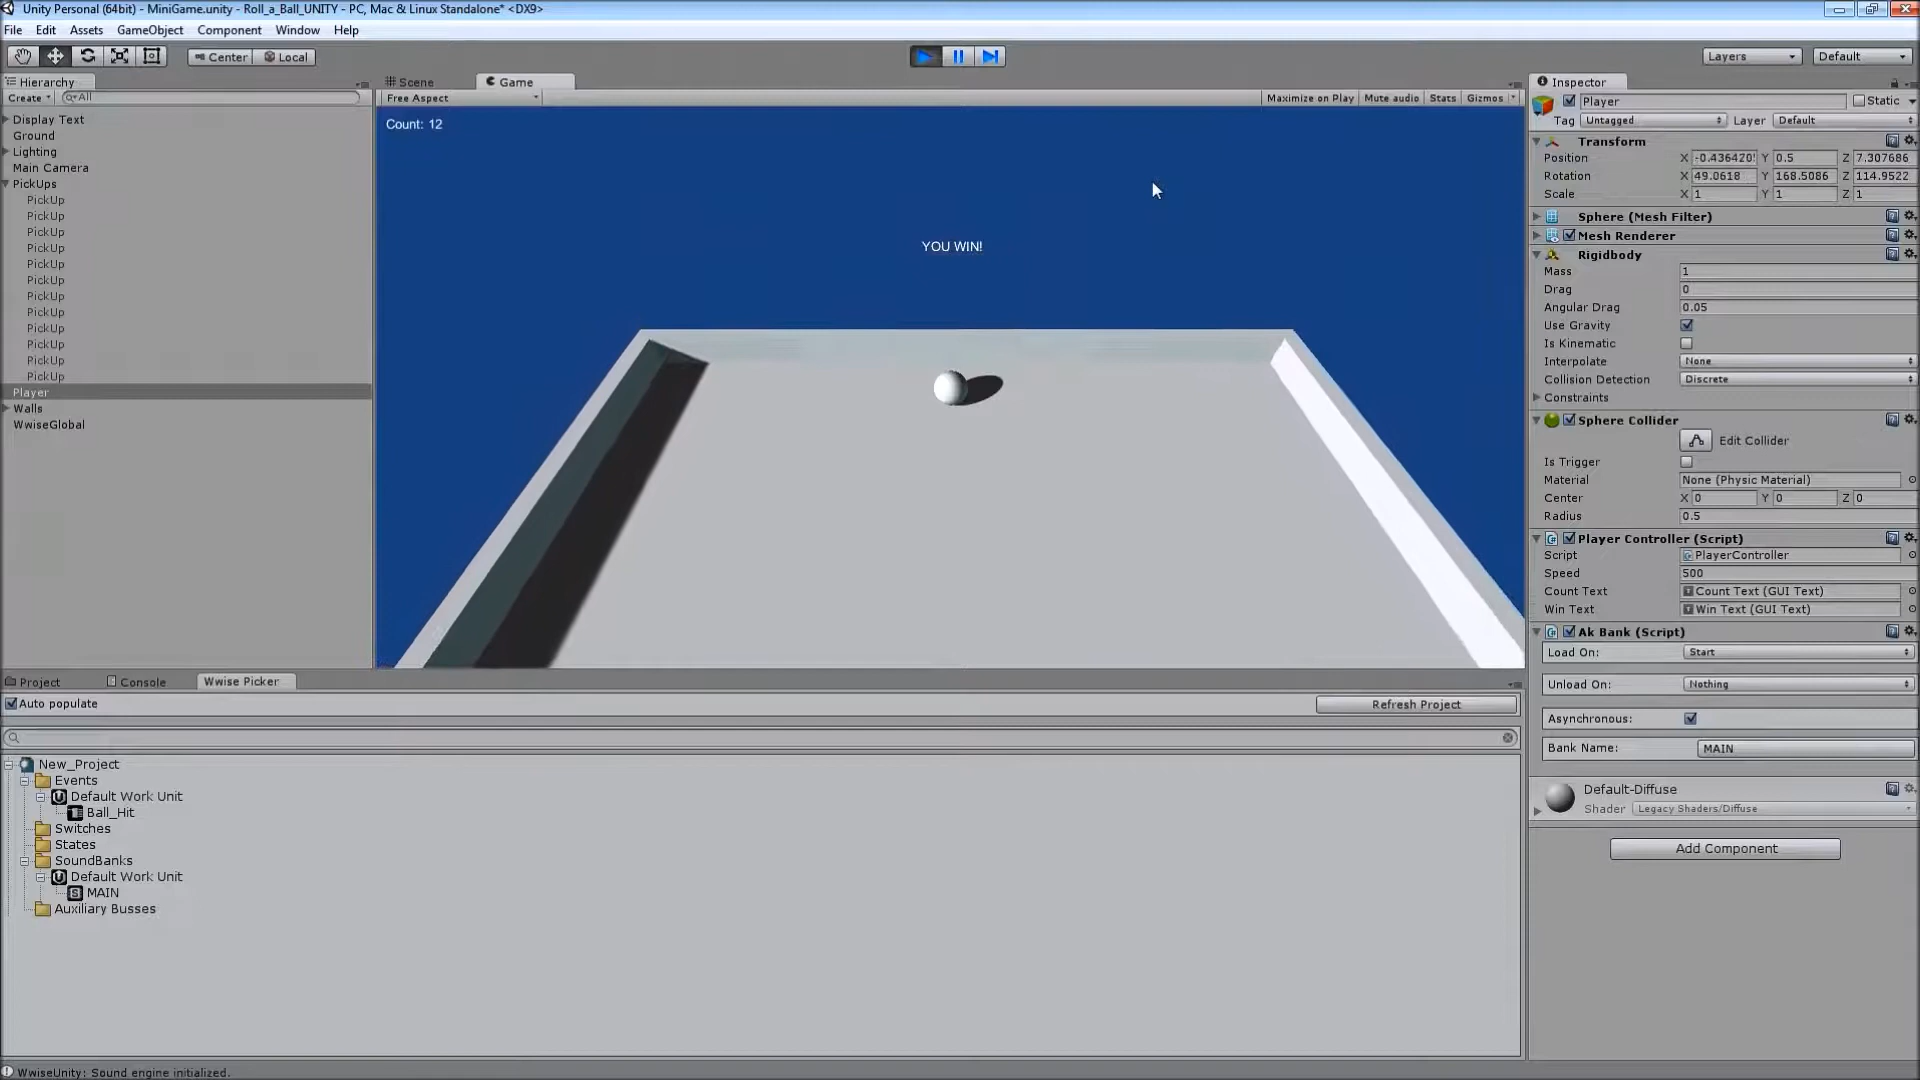 Unity Personal (64bit) - MiniGame.unity - Roll_a_Ball_UNITY - PC, Mac & Linux Standalone* <DX9>
File Edit Assets GameObject Component Window Help
Center Local Layers Default
Hierarchy Scene Game Inspector
Create All Free Aspect Maximize on Play Mute audio Stats Gizmos
Player Static
Tag Untagged Layer Default
Display Text
Ground
Lighting
Main Camera
PickUps
PickUp
PickUp
PickUp
PickUp
PickUp
PickUp
PickUp
PickUp
PickUp
PickUp
PickUp
PickUp
Player
Walls
WwiseGlobal
Count: 12
YOU WIN!
Transform
Position X Y 0.5 Z 7.307686
Rotation X 49.0618 Y 168.5086 Z 114.9522
Scale X 1 Y 1 Z 1
Sphere (Mesh Filter)
Mesh Renderer
Rigidbody
Mass 1
Drag 0
Angular Drag 0.05
Use Gravity
Is Kinematic
Interpolate None
Collision Detection Discrete
Constraints
Sphere Collider
Edit Collider
Is Trigger
Material None (Physic Material)
Center X 0 Y 0 Z 0
Radius 0.5
Player Controller (Script)
Script PlayerController
Speed 500
Count Text Count Text (GUI Text)
Win Text Win Text (GUI Text)
Ak Bank (Script)
Load On: Start
Unload On: Nothing
Asynchronous:
Bank Name: MAIN
Default-Diffuse
Shader Legacy Shaders/Diffuse
Add Component
Project Console Wwise Picker
Auto populate Refresh Project
New_Project
Events
Default Work Unit
Ball_Hit
Switches
States
SoundBanks
Default Work Unit
MAIN
Auxiliary Busses
WwiseUnity: Sound engine initialized.